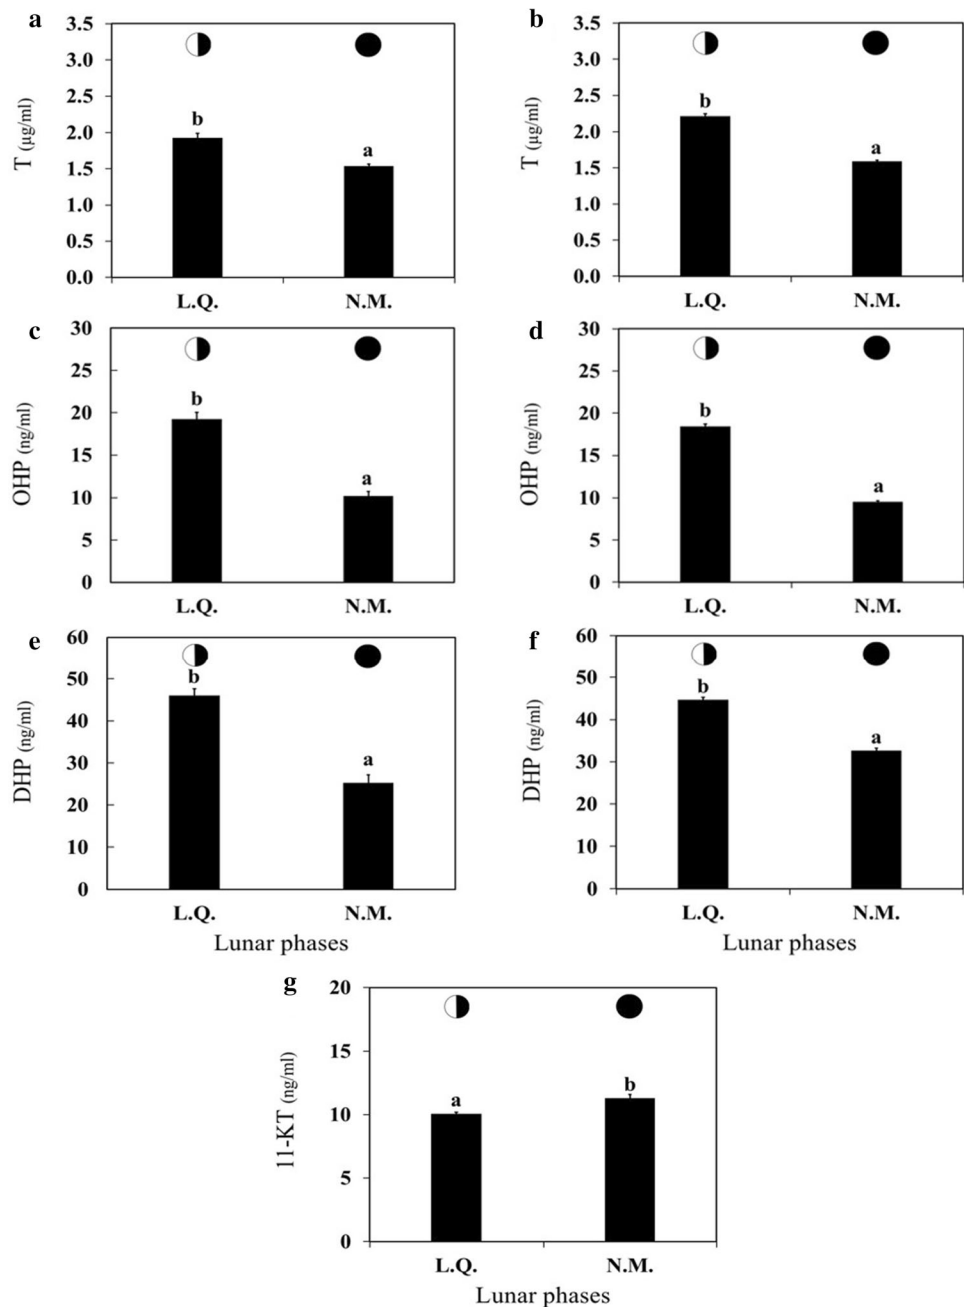 a
3.5
3.0
2.5
2.0
1.5
1.0
0.5
0.0
T (µg/ml)
b
a
L.Q. N.M.
b
3.5
3.0
2.5
2.0
1.5
1.0
0.5
0.0
T (µg/ml)
b
a
L.Q. N.M.
c
30
25
20
15
10
5
0
OHP (ng/ml)
b
a
L.Q. N.M.
d
30
25
20
15
10
5
0
OHP (ng/ml)
b
a
L.Q. N.M.
e
60
50
40
30
20
10
0
DHP (ng/ml)
b
a
L.Q. N.M.
Lunar phases
f
60
50
40
30
20
10
0
DHP (ng/ml)
b
a
L.Q. N.M.
Lunar phases
g
20
15
10
5
0
11-KT (ng/ml)
a
b
L.Q. N.M.
Lunar phases